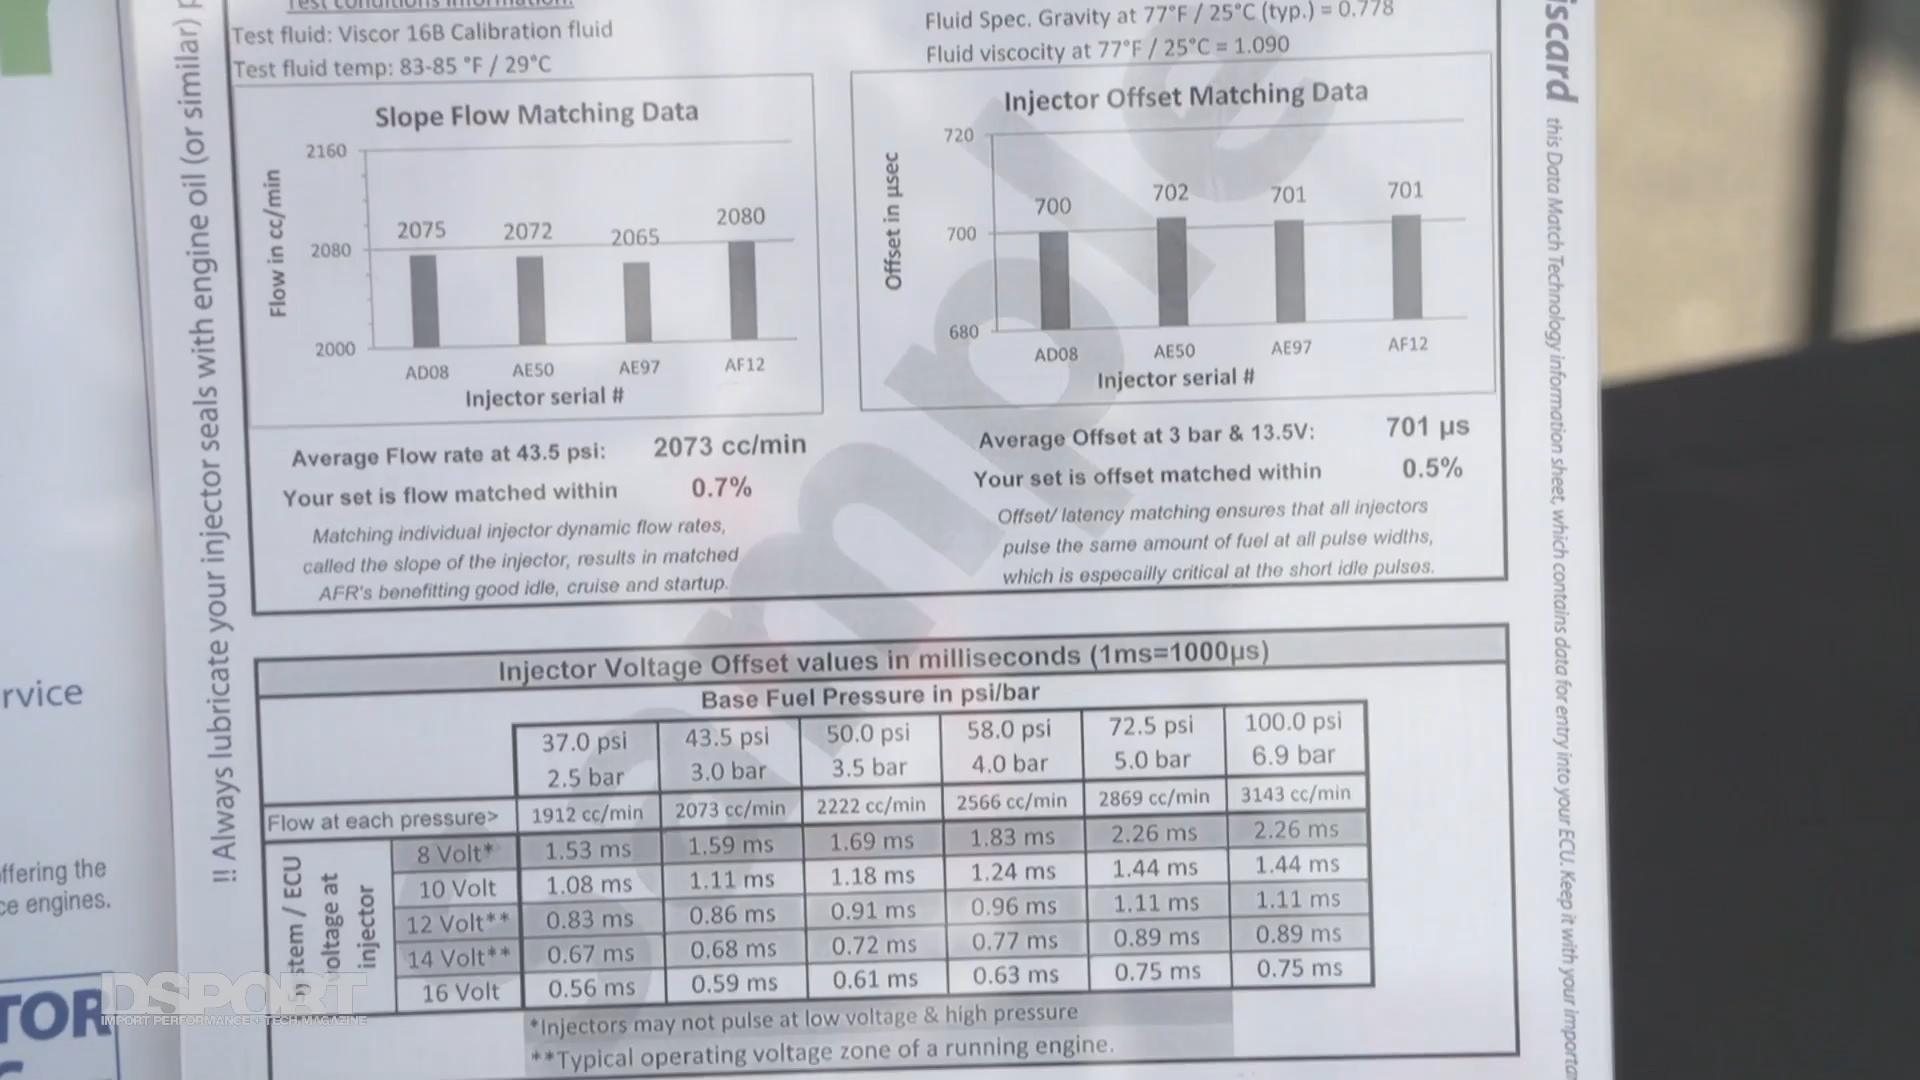 Test conditions information:
Test fluid: Viscor 16B Calibration fluid
Test fluid temp: 83-85 °F / 29°C
Fluid Spec. Gravity at 77°F / 25°C (typ.) = 0.778
Fluid viscocity at 77°F / 25°C = 1.090
Slope Flow Matching Data
Flow in cc/min
2160
2080
2000
2075
2072
2065
2080
AD08
AE50
AE97
AF12
Injector serial #
Average Flow rate at 43.5 psi: 2073 cc/min
Your set is flow matched within 0.7%
Matching individual injector dynamic flow rates,
called the slope of the injector, results in matched
AFR's benefitting good idle, cruise and startup.
Injector Offset Matching Data
Offset in µsec
720
700
680
700
702
701
701
AD08
AE50
AE97
AF12
Injector serial #
Average Offset at 3 bar & 13.5V: 701 µs
Your set is offset matched within 0.5%
Offset/ latency matching ensures that all injectors
pulse the same amount of fuel at all pulse widths,
which is especailly critical at the short idle pulses.
Injector Voltage Offset values in milliseconds (1ms=1000µs)
Base Fuel Pressure in psi/bar
37.0 psi 43.5 psi 50.0 psi 58.0 psi 72.5 psi 100.0 psi
2.5 bar 3.0 bar 3.5 bar 4.0 bar 5.0 bar 6.9 bar
Flow at each pressure> 1912 cc/min 2073 cc/min 2222 cc/min 2566 cc/min 2869 cc/min 3143 cc/min
8 Volt* 1.53 ms 1.59 ms 1.69 ms 1.83 ms 2.26 ms 2.26 ms
10 Volt 1.08 ms 1.11 ms 1.18 ms 1.24 ms 1.44 ms 1.44 ms
12 Volt** 0.83 ms 0.86 ms 0.91 ms 0.96 ms 1.11 ms 1.11 ms
14 Volt** 0.67 ms 0.68 ms 0.72 ms 0.77 ms 0.89 ms 0.89 ms
16 Volt 0.56 ms 0.59 ms 0.61 ms 0.63 ms 0.75 ms 0.75 ms
stem / ECU
voltage at
injector
*Injectors may not pulse at low voltage & high pressure
**Typical operating voltage zone of a running engine.
!! Always lubricate your injector seals with engine oil (or similar)
iscard this Data Match Technology information sheet, which contains data for entry into your ECU. Keep it with your importa
ample
rvice
ffering the
ce engines.
TOR
DSPORT
IMPORT PERFORMANCE + TECH MAGAZINE